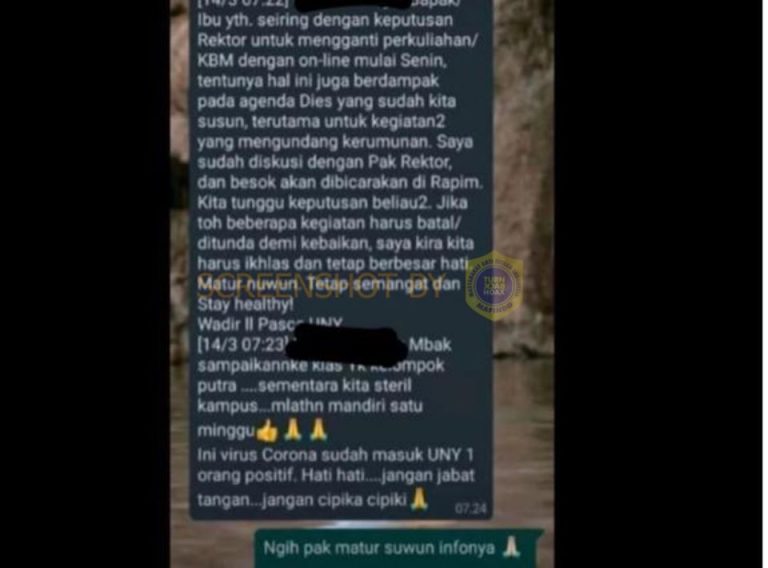 [14/3 07:22]
Ibu yth. seiring dengan keputusan
Rektor untuk mengganti perkuliahan/
KBM dengan on-line mulai Senin,
tentunya hal ini juga berdampak
pada agenda Dies yang sudah kita
susun, terutama untuk kegiatan2
yang mengundang kerumunan. Saya
sudah diskusi dengan Pak Rektor,
dan besok akan dibicarakan di Rapim.
Kita tunggu keputusan beliau2. Jika
toh beberapa kegiatan harus batal/
ditunda demi kebaikan, saya kira kita
harus ikhlas dan tetap berbesar hati.
Matur nuwun. Tetap semangat dan
SCREENSHOT BY
TURN
HOAX
MAFINDO
Stay healthy!
Wadir II Pasca UNY
[14/3 07:23] Mbak
sampaikannke klas
putra ....sementara kita steril
kampus...mlathn mandiri satu
minggu👍🙏🙏
Ini virus Corona sudah masuk UNY 1
orang positif. Hati hati....jangan jabat
tangan...jangan cipika cipiki🙏
07.24
Ngih pak matur suwun infonya 🙏🏻